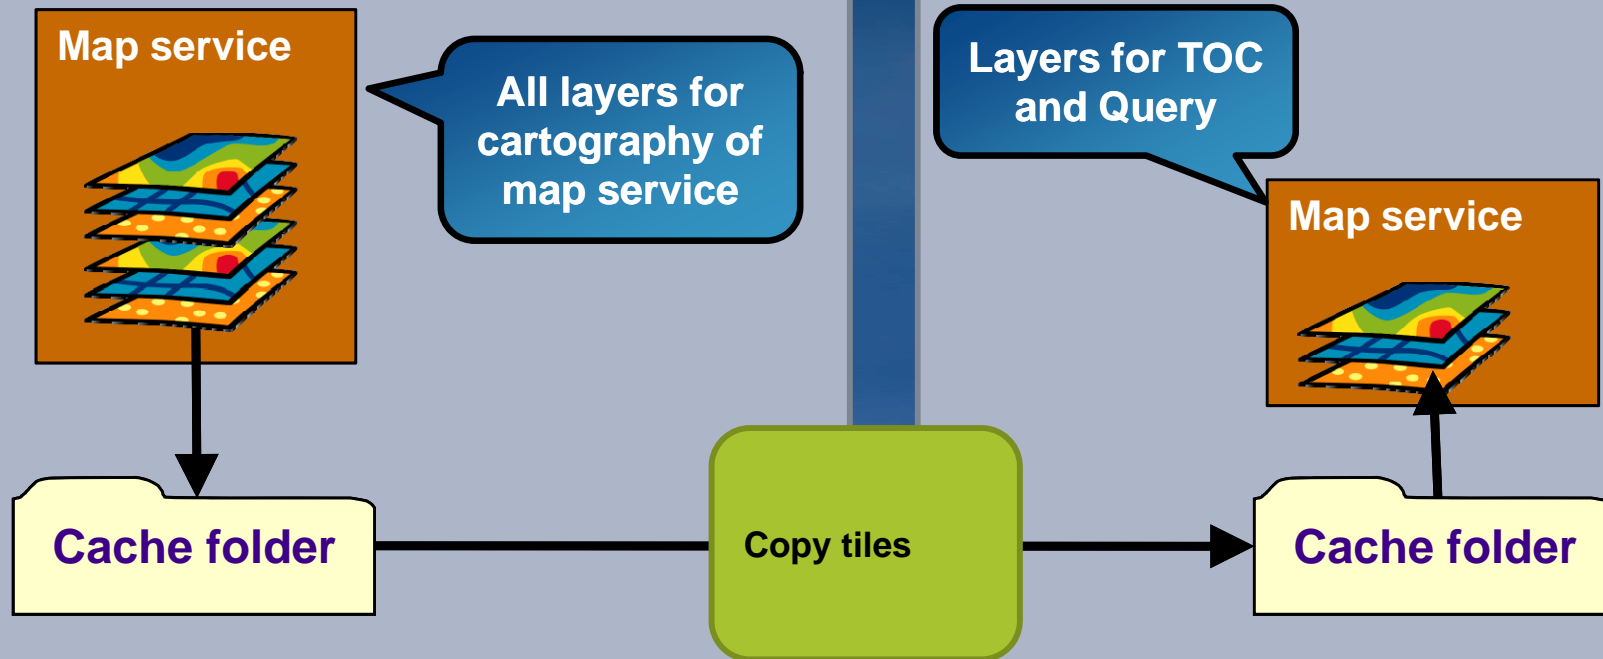 Map service
All layers for
cartography of
map service
Layers for TOC
and Query
Map service
Cache folder
Copy tiles
Cache folder